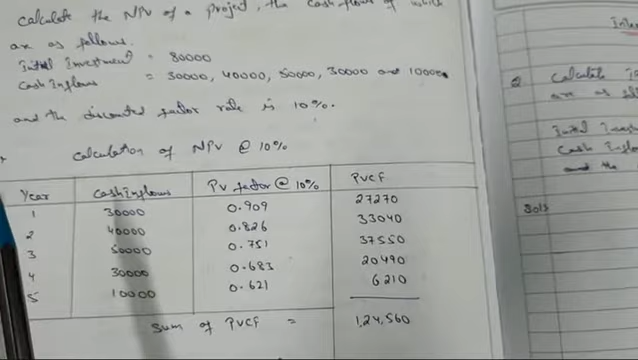 calculate the NPV of a project, the cash flows of which
are as follows.
Initial Investment = 80000
Cash Inflows = 30000, 40000, 50000, 30000 and 10000
and the discounted factor rate is 10%.
calculation of NPV @ 10%
Year Cash Inflows PV factor @ 10% PVCF
1 30000 0.909 27270
2 40000 0.826 33040
3 50000 0.751 37550
4 30000 0.683 20490
5 10000 0.621 6210
Sum of PVCF = 1,24,560
Calculate
are as
Initial
Cash
and the
Sol: